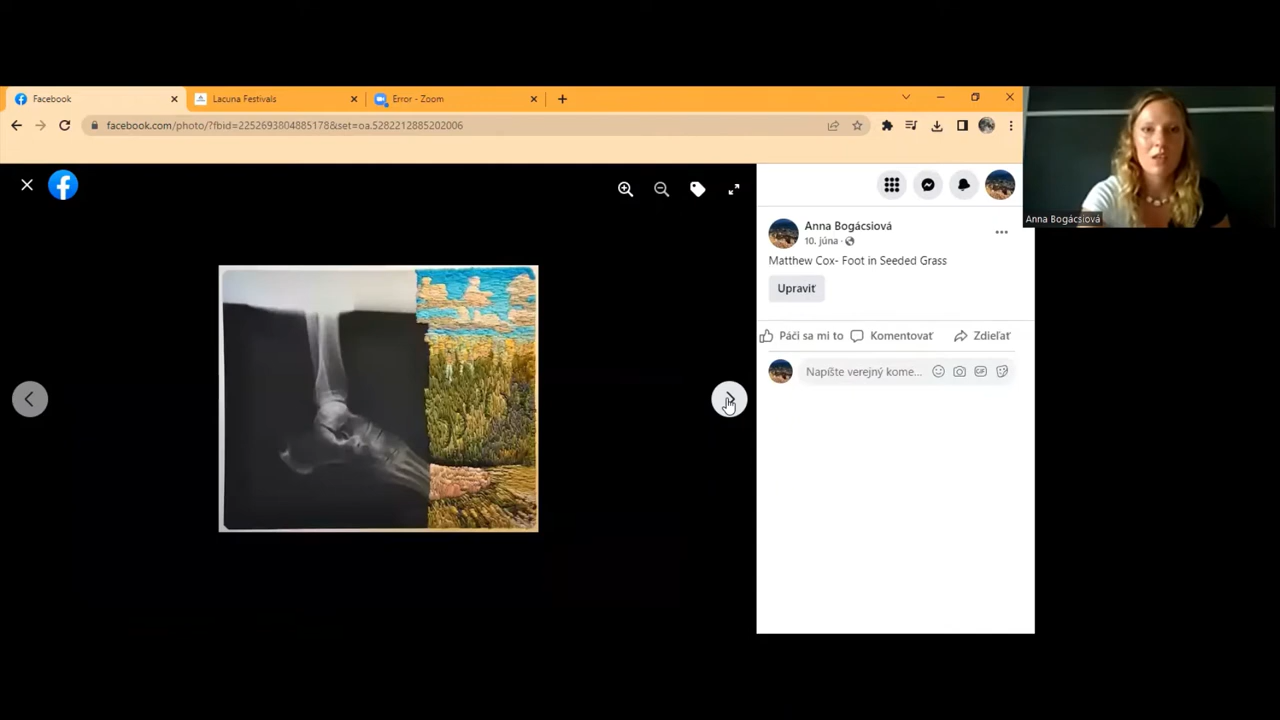 Facebook
Lacuna Festivals
Error - Zoom
facebook.com/photo/?fbid=2252693804885178&set=oa.5282212885202006
Anna Bogácsiová
Anna Bogácsiová
10. júna
Matthew Cox- Foot in Seeded Grass
Upraviť
Páči sa mi to
Komentovať
Zdieľať
Napíšte verejný kome...
GIF